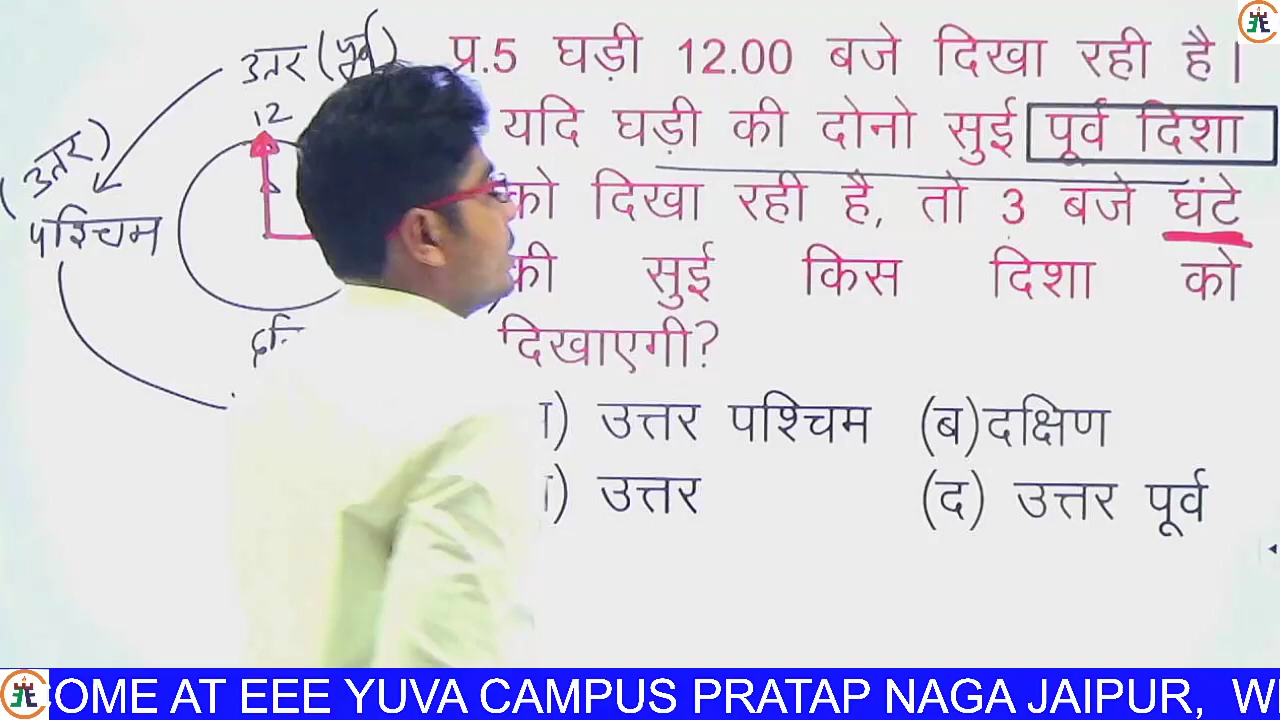 उत्तर (पूर्व)
12
(उत्तर)
पश्चिम
प्र.5 घड़ी 12.00 बजे दिखा रही है।
यदि घड़ी की दोनो सुई पूर्व दिशा
को दिखा रही है, तो 3 बजे घंटे
की सुई किस दिशा को
दिखाएगी?
उत्तर पश्चिम (ब)दक्षिण
उत्तर (द) उत्तर पूर्व
OME AT EEE YUVA CAMPUS PRATAP NAGA JAIPUR,